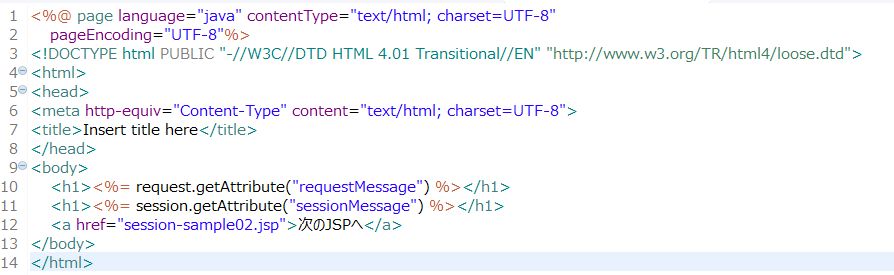 1 <%@ page language="java" contentType="text/html; charset=UTF-8"
2     pageEncoding="UTF-8"%>
3 <!DOCTYPE html PUBLIC "-//W3C//DTD HTML 4.01 Transitional//EN" "http://www.w3.org/TR/html4/loose.dtd">
4 <html>
5 <head>
6 <meta http-equiv="Content-Type" content="text/html; charset=UTF-8">
7 <title>Insert title here</title>
8 </head>
9 <body>
10     <h1><%= request.getAttribute("requestMessage") %></h1>
11     <h1><%= session.getAttribute("sessionMessage") %></h1>
12     <a href="session-sample02.jsp">次のJSPへ</a>
13 </body>
14 </html>